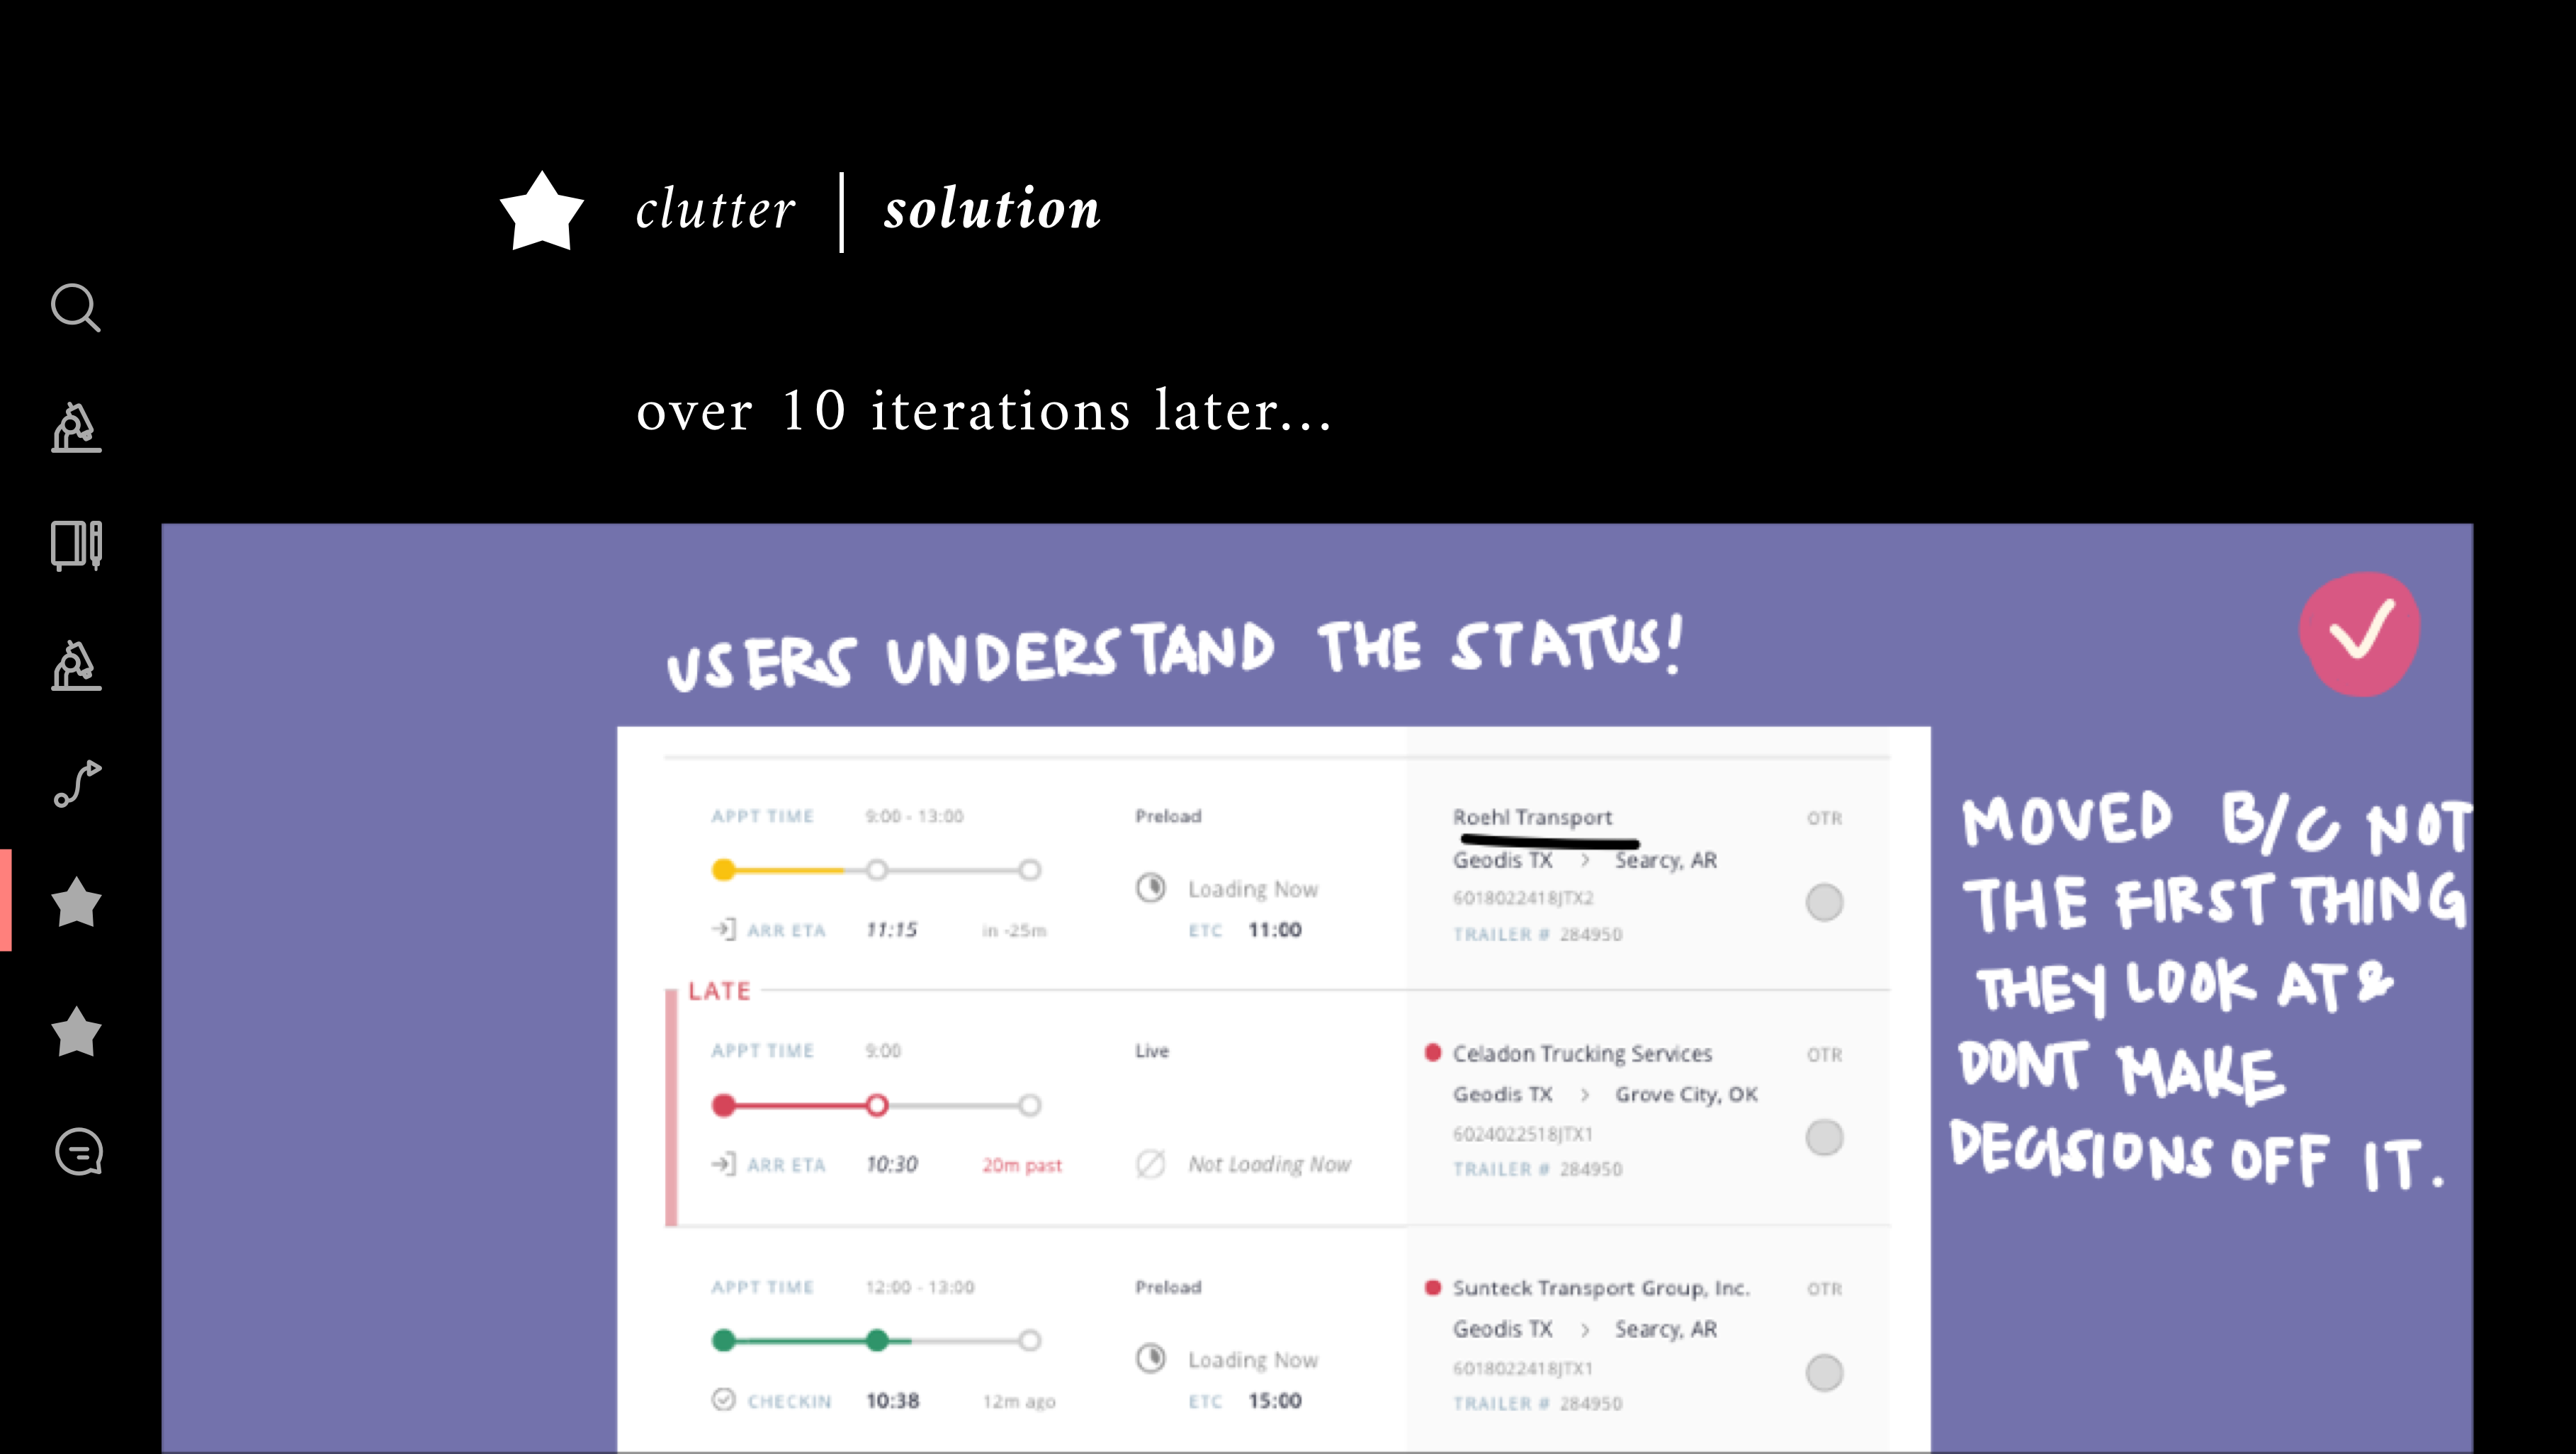 clutter | solution
over 10 iterations later...
USERS UNDERSTAND THE STATUS!
APPT TIME 9:00 - 13:00 Preload Roehl Transport OTR
Geodis TX > Searcy, AR
Loading Now 6018022418JTX2
ARR ETA 11:15 in -25m ETC 11:00 TRAILER # 284950
LATE
APPT TIME 9:00 Live Celadon Trucking Services OTR
Geodis TX > Grove City, OK
6024022518JTX1
ARR ETA 10:30 20m past Not Loading Now TRAILER # 284950
APPT TIME 12:00 - 13:00 Preload Sunteck Transport Group, Inc. OTR
Geodis TX > Searcy, AR
Loading Now 6018022418JTX1
CHECKIN 10:38 12m ago ETC 15:00 TRAILER # 284950
MOVED B/C NOT
THE FIRST THING
THEY LOOK AT &
DONT MAKE
DECISIONS OFF IT.